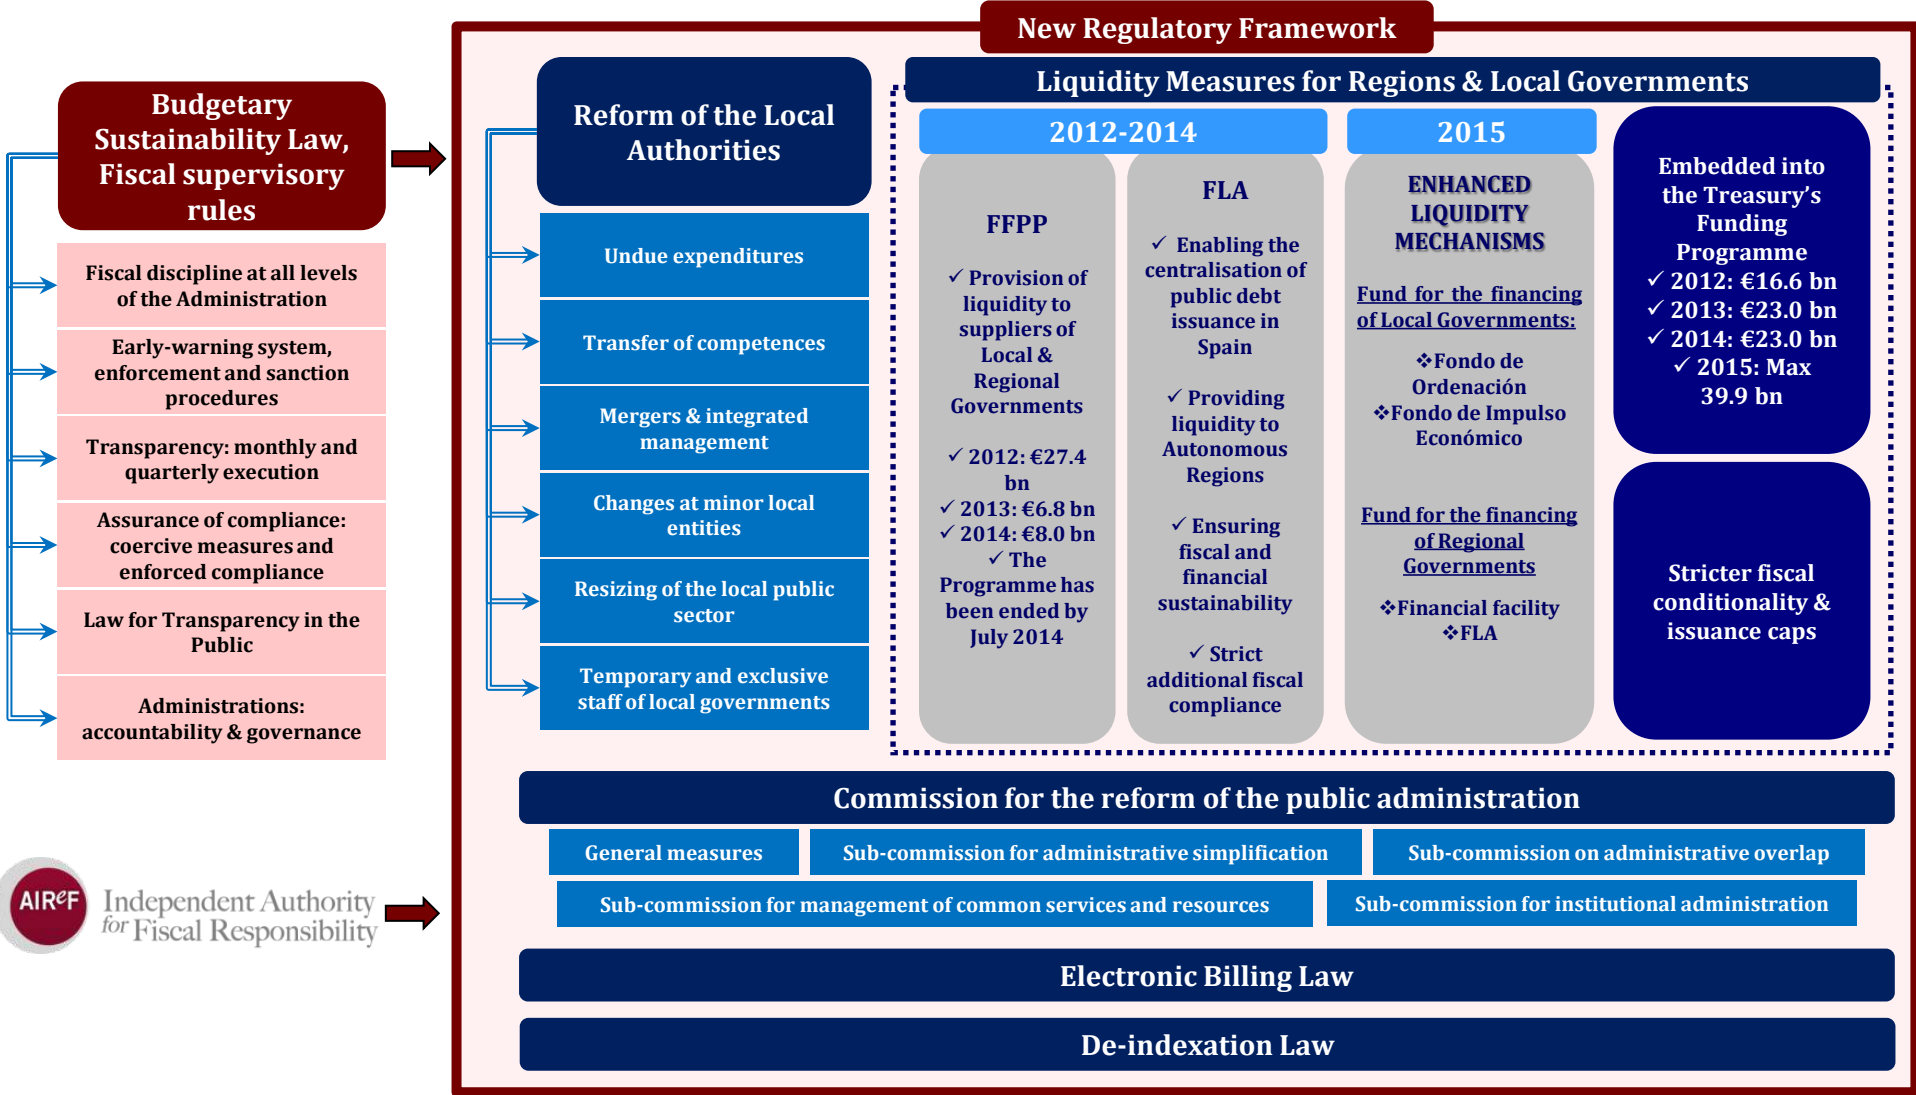 New Regulatory Framework
Budgetary
Sustainability Law,
Fiscal supervisory
rules
Fiscal discipline at all levels
of the Administration
Early-warning system,
enforcement and sanction
procedures
Transparency: monthly and
quarterly execution
Assurance of compliance:
coercive measures and
enforced compliance
Law for Transparency in the
Public
Administrations:
accountability & governance
AIReF
Independent Authority
for Fiscal Responsibility
Reform of the Local
Authorities
Undue expenditures
Transfer of competences
Mergers & integrated
management
Changes at minor local
entities
Resizing of the local public
sector
Temporary and exclusive
staff of local governments
Liquidity Measures for Regions & Local Governments
2012-2014
FFPP
✓ Provision of
liquidity to
suppliers of
Local &
Regional
Governments
✓ 2012: €27.4
bn
✓ 2013: €6.8 bn
✓ 2014: €8.0 bn
✓ The
Programme has
been ended by
July 2014
FLA
✓ Enabling the
centralisation of
public debt
issuance in
Spain
✓ Providing
liquidity to
Autonomous
Regions
✓ Ensuring
fiscal and
financial
sustainability
✓ Strict
additional fiscal
compliance
2015
ENHANCED
LIQUIDITY
MECHANISMS
Fund for the financing
of Local Governments:
❖Fondo de
Ordenación
❖Fondo de Impulso
Económico
Fund for the financing
of Regional
Governments
❖Financial facility
❖FLA
Embedded into
the Treasury’s
Funding
Programme
✓ 2012: €16.6 bn
✓ 2013: €23.0 bn
✓ 2014: €23.0 bn
✓ 2015: Max
39.9 bn
Stricter fiscal
conditionality &
issuance caps
Commission for the reform of the public administration
General measures
Sub-commission for administrative simplification
Sub-commission on administrative overlap
Sub-commission for management of common services and resources
Sub-commission for institutional administration
Electronic Billing Law
De-indexation Law